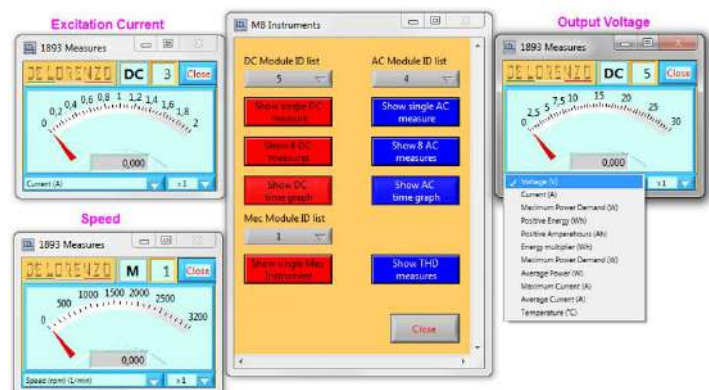 Excitation Current
1893 Measures
DE LORENZO DC 3 Close
0 0,2 0,4 0,6 0,8 1 1,2 1,4 1,6 1,8 2
0,000
Current (A) x1
Speed
1893 Measures
DE LORENZO M 1 Close
0 500 1000 1500 2000 2500 3200
0,000
Speed (rpm) (1/min) x1
MB Instruments
DC Module ID list
5
Show single DC
measure
Show 8 DC
measures
Show DC
time graph
Mec Module ID list
1
Show single Mec
Instrument
AC Module ID list
4
Show single AC
measure
Show 8 AC
measures
Show AC
time graph
Show THD
measures
Close
Output Voltage
1893 Measures
DE LORENZO DC 5 Close
0 2,5 5 7,5 10 15 20 25 30
0,000
Voltage (V) x1
Current (A)
Maximum Power Demand (W)
Positive Energy (Wh)
Positive Amperehours (Ah)
Energy multiplier (Wh)
Maximum Power Demand (W)
Average Power (W)
Maximum Current (A)
Average Current (A)
Temperature (°C)